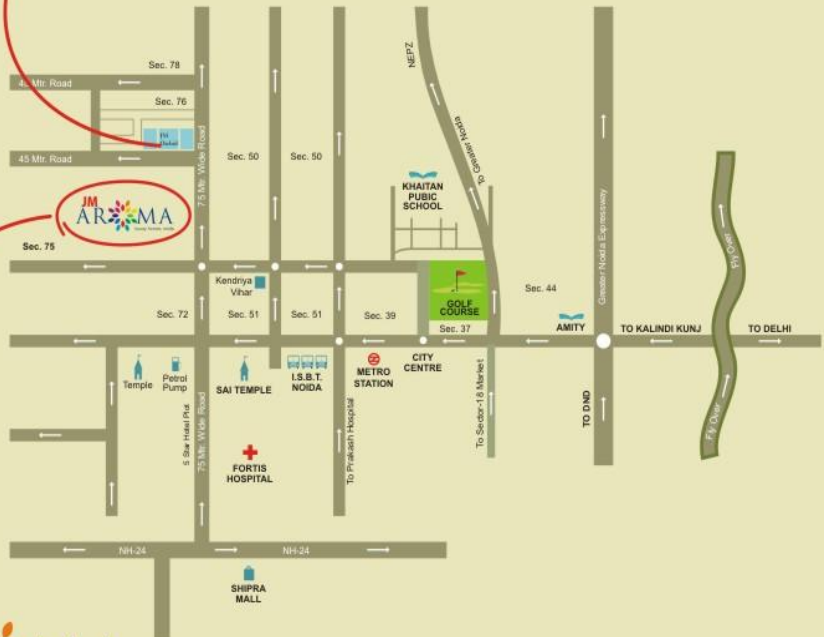 Sec. 78
45 Mtr. Road
Sec. 76
JM
Orchid
45 Mtr. Road
75 Mtr. Wide Road
Sec. 50
Sec. 50
NEPZ
To Greater Noida
KHAITAN
PUBIC
SCHOOL
Greater Noida Expressway
Fly Over
JM
AROMA
Sec. 75
Kendriya
Vihar
GOLF
COURSE
Sec. 44
Sec. 72
Sec. 51
Sec. 51
Sec. 39
Sec. 37
AMITY
TO KALINDI KUNJ
TO DELHI
Temple
Petrol
Pump
SAI TEMPLE
I.S.B.T.
NOIDA
METRO
STATION
CITY
CENTRE
5 Star Hotel Plot
75 Mtr. Wide Road
To Prakash Hospital
To Sector-18 Market
TO DND
Fly Over
FORTIS
HOSPITAL
NH-24
NH-24
SHIPRA
MALL